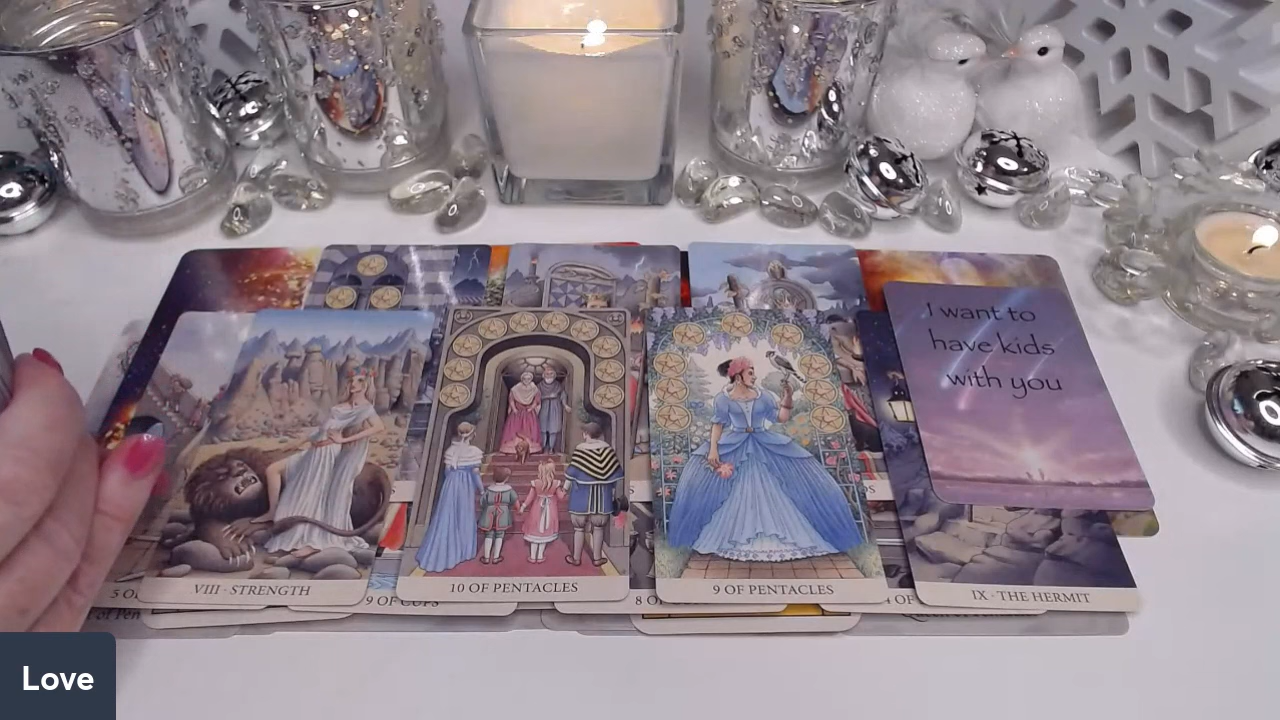 I want to
have kids
with you
VIII · STRENGTH
10 OF PENTACLES
9 OF PENTACLES
IX · THE HERMIT
9 OF CUPS
8 O
Love